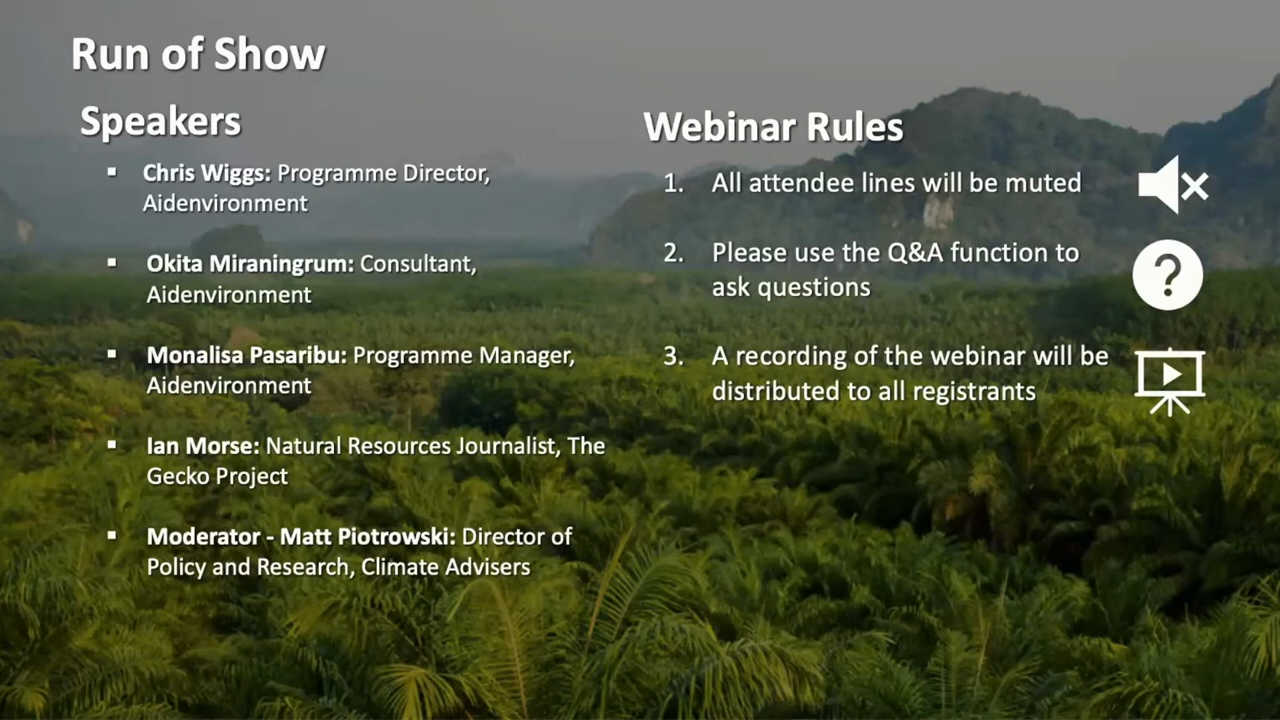 Run of Show
Speakers
▪ Chris Wiggs: Programme Director,
Aidenvironment
▪ Okita Miraningrum: Consultant,
Aidenvironment
▪ Monalisa Pasaribu: Programme Manager,
Aidenvironment
▪ Ian Morse: Natural Resources Journalist, The
Gecko Project
▪ Moderator - Matt Piotrowski: Director of
Policy and Research, Climate Advisers
Webinar Rules
1. All attendee lines will be muted
2. Please use the Q&A function to
ask questions
3. A recording of the webinar will be
distributed to all registrants